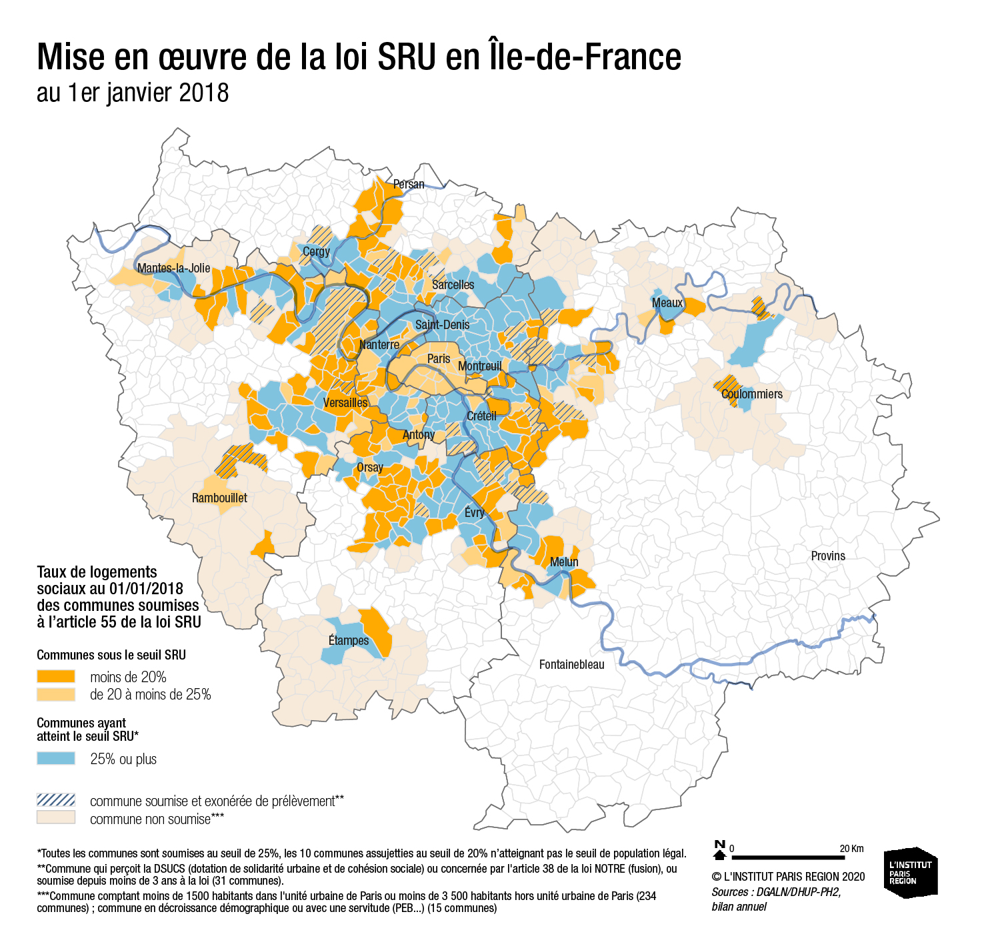 Mise en œuvre de la loi SRU en Île-de-France
au 1er janvier 2018
Persan
Cergy
Mantes-la-Jolie
Sarcelles
Meaux
Saint-Denis
Nanterre
Paris
Montreuil
Coulommiers
Versailles
Créteil
Antony
Orsay
Rambouillet
Évry
Provins
Melun
Étampes
Fontainebleau
Taux de logements
sociaux au 01/01/2018
des communes soumises
à l'article 55 de la loi SRU
Communes sous le seuil SRU
moins de 20%
de 20 à moins de 25%
Communes ayant
atteint le seuil SRU*
25% ou plus
commune soumise et exonérée de prélèvement**
commune non soumise***
*Toutes les communes sont soumises au seuil de 25%, les 10 communes assujetties au seuil de 20% n'atteignant pas le seuil de population légal.
**Commune qui perçoit la DSUCS (dotation de solidarité urbaine et de cohésion sociale) ou concernée par l'article 38 de la loi NOTRE (fusion), ou
soumise depuis moins de 3 ans à la loi (31 communes).
***Commune comptant moins de 1500 habitants dans l'unité urbaine de Paris ou moins de 3 500 habitants hors unité urbaine de Paris (234
communes) ; commune en décroissance démographique ou avec une servitude (PEB...) (15 communes)
N
0 20 Km
© L'INSTITUT PARIS REGION 2020
Sources : DGALN/DHUP-PH2,
bilan annuel
L'INSTITUT
PARIS
REGION